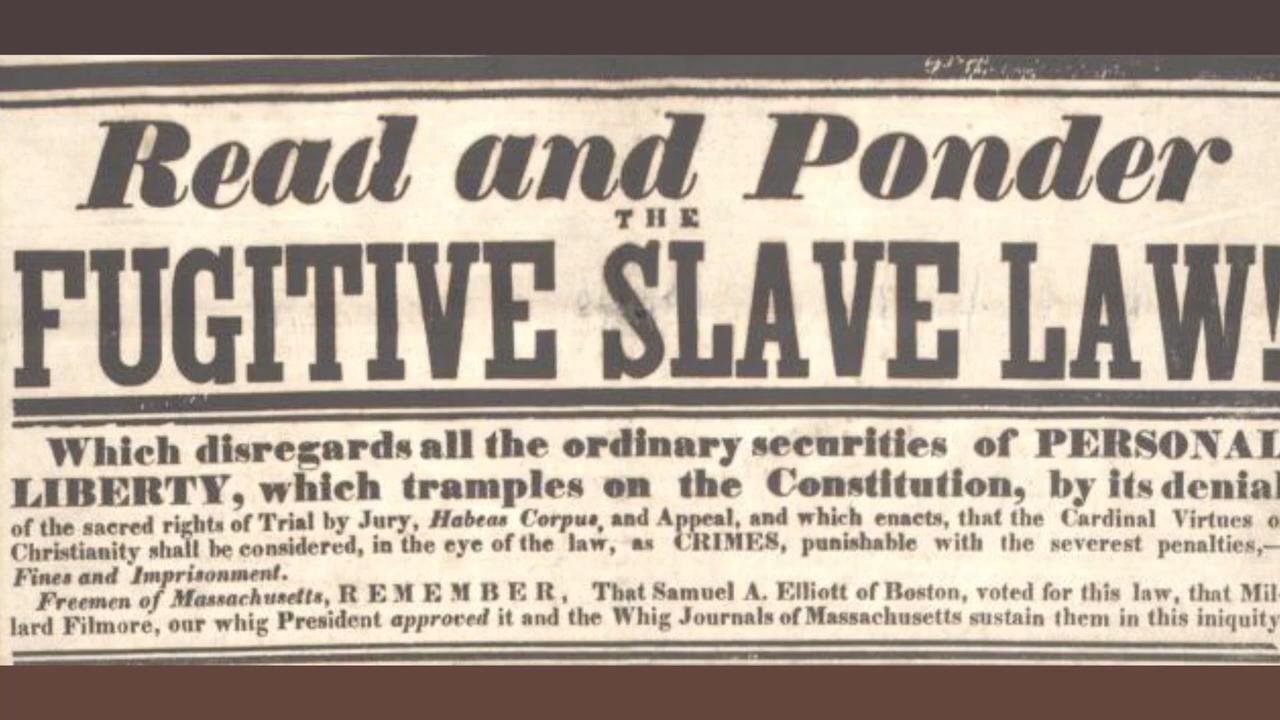 Read and Ponder
THE
FUGITIVE SLAVE LAW!
Which disregards all the ordinary securities of PERSONAL
LIBERTY, which tramples on the Constitution, by its denial
of the sacred rights of Trial by Jury, Habeas Corpus, and Appeal, and which enacts, that the Cardinal Virtues o
Christianity shall be considered, in the eye of the law, as CRIMES, punishable with the severest penalties,—
Fines and Imprisonment.
Freemen of Massachusetts, REMEMBER, That Samuel A. Elliott of Boston, voted for this law, that Mil-
lard Filmore, our whig President approved it and the Whig Journals of Massachusetts sustain them in this iniquity